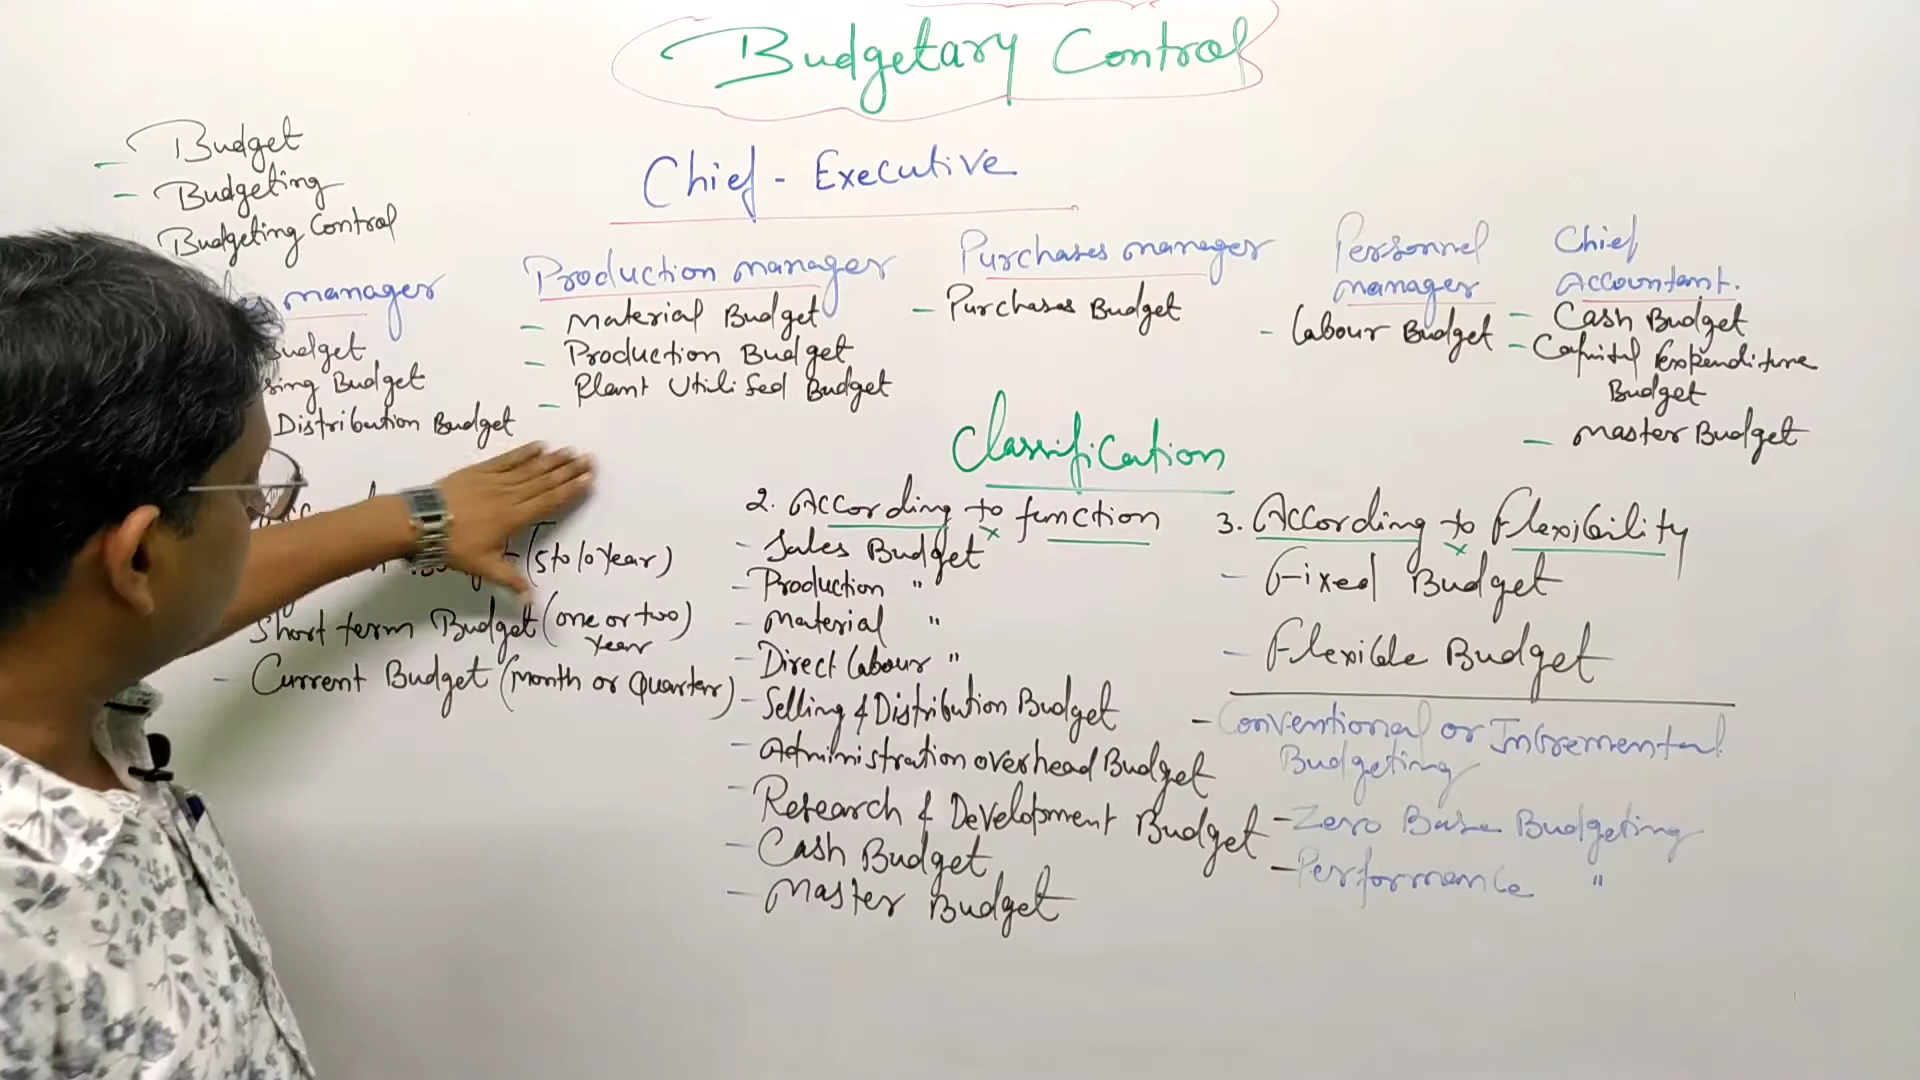 Budgetary Control
- Budget
- Budgeting
Budgeting Control
Chief - Executive
manager
Budget
Budget
Distribution Budget
Production manager
- Material Budget
- Production Budget
- Plant Utilised Budget
Purchases manager
- Purchases Budget
Personnel
manager
- Labour Budget
Chief
Accountant.
- Cash Budget
- Capital Expenditure
Budget
- Master Budget
Classification
(5 to 10 Year)
Short term Budget (one or two)
Year
- Current Budget (Month or Quarter)
2. According to function
- Sales Budget
- Production "
- Material "
- Direct Labour "
- Selling & Distribution Budget
- Administration overhead Budget
- Research & Development Budget
- Cash Budget
- Master Budget
3. According to Flexibility
- Fixed Budget
- Flexible Budget
- Conventional or Incremental
Budgeting
- Zero Base Budgeting
- Performance "